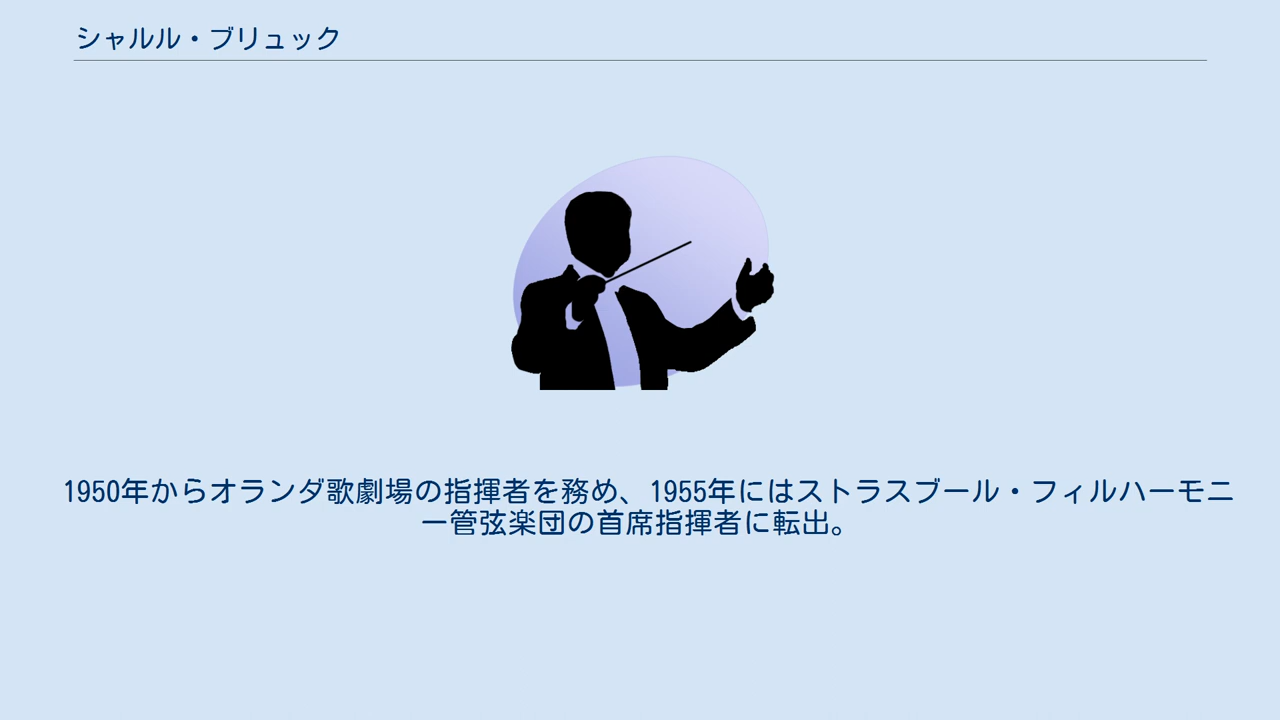 シャルル・ブリュック
1950年からオランダ歌劇場の指揮者を務め、1955年にはストラスブール・フィルハーモニ
ー管弦楽団の首席指揮者に転出。